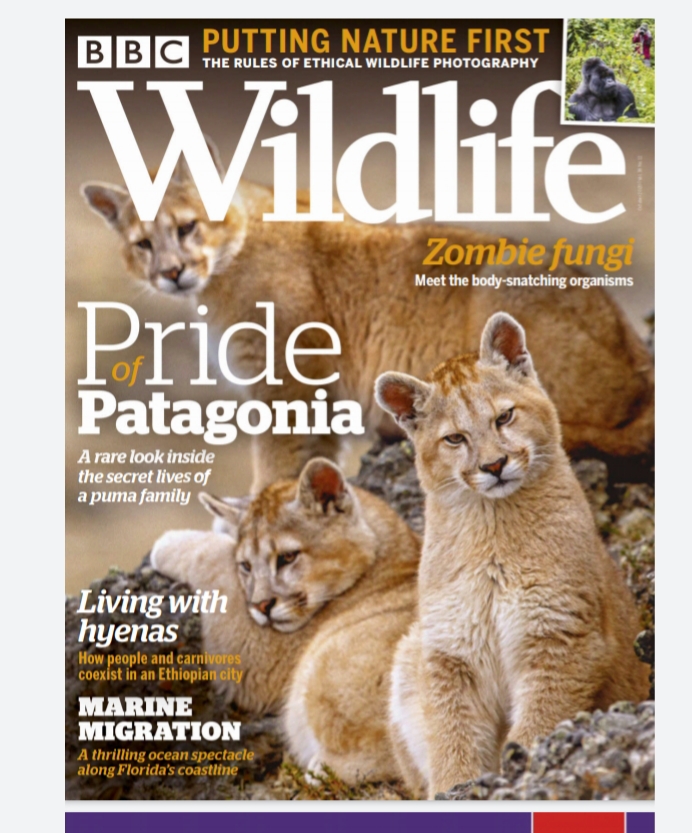 BBC
PUTTING NATURE FIRST
THE RULES OF ETHICAL WILDLIFE PHOTOGRAPHY
Wildlife
Zombie fungi
Meet the body-snatching organisms
Pride
of
Patagonia
A rare look inside
the secret lives of
a puma family
Living with
hyenas
How people and carnivores
coexist in an Ethiopian city
MARINE
MIGRATION
A thrilling ocean spectacle
along Florida's coastline